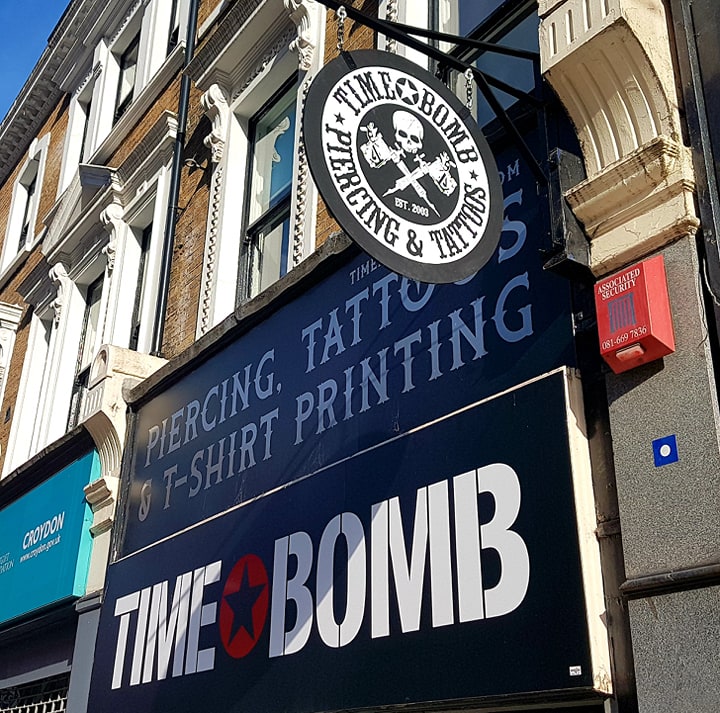 TIME BOMB
PIERCING & TATTOOS
EST. 2003
PIERCING, TATTOOS
& T-SHIRT PRINTING
TIME BOMB
ASSOCIATED
SECURITY
081-669 7836
CROYDON
www.croydon.gov.uk